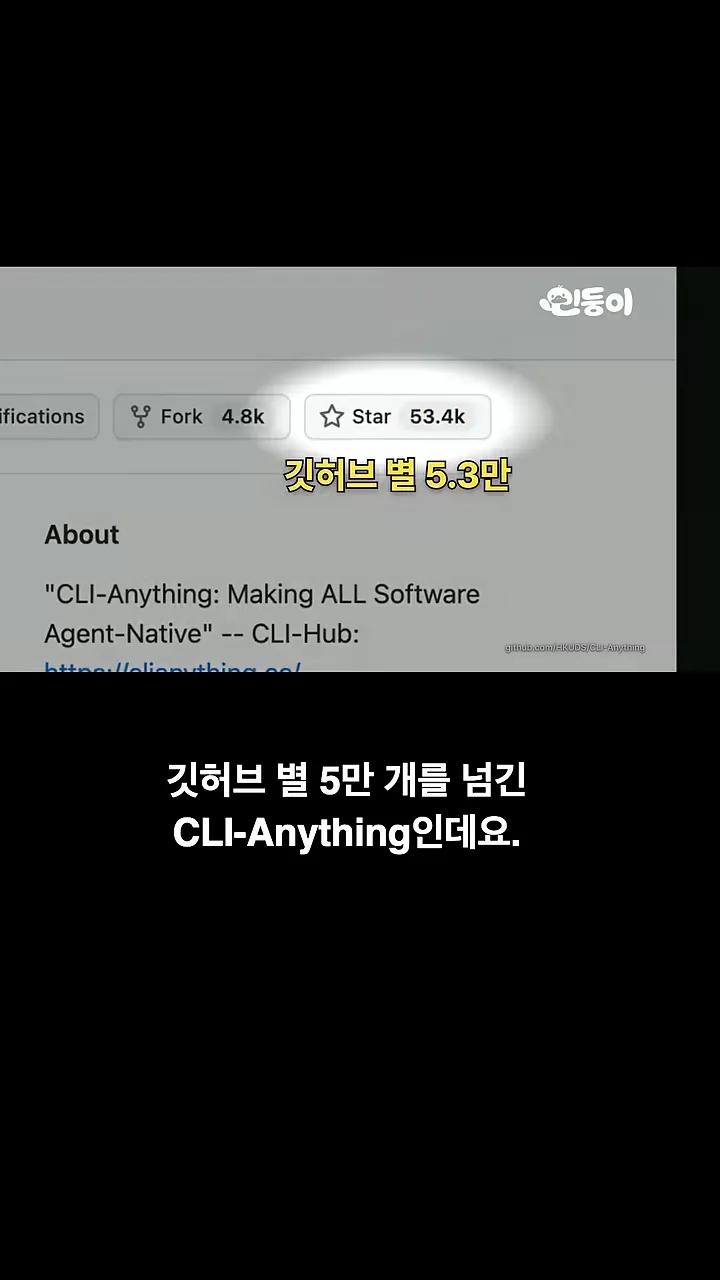 인둥이
ifications
Fork 4.8k
Star 53.4k
깃허브 별 5.3만
About
"CLI-Anything: Making ALL Software
Agent-Native" -- CLI-Hub:
github.com/HKUDS/CLI-Anything
깃허브 별 5만 개를 넘긴
CLI-Anything인데요.